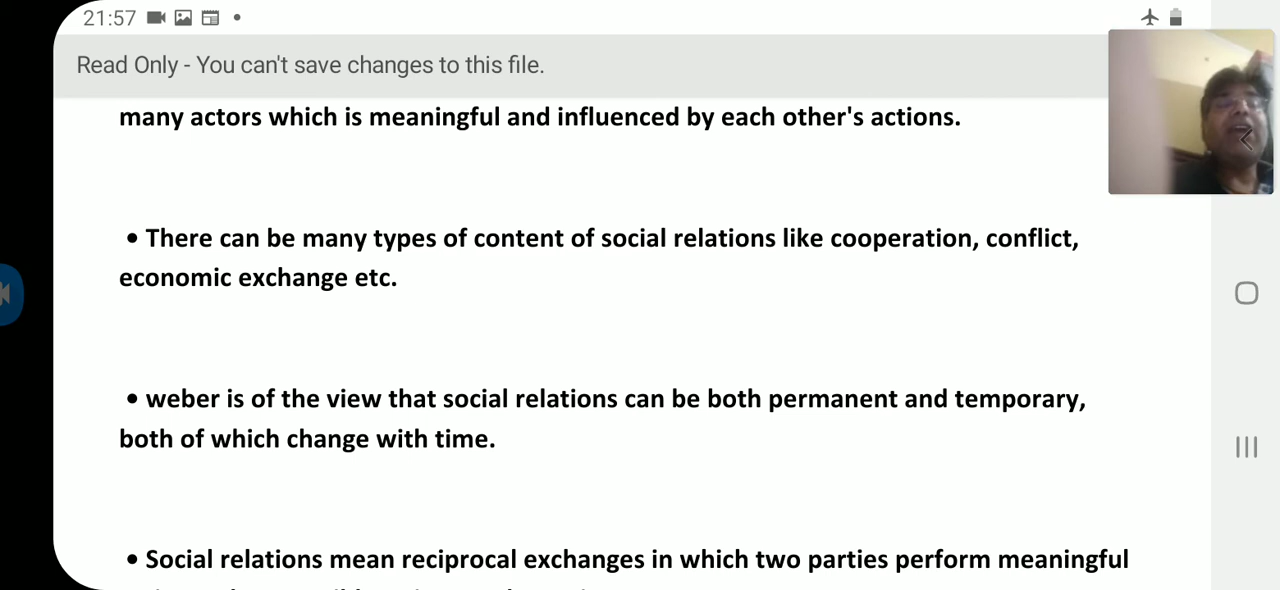 21:57
Read Only - You can't save changes to this file.
many actors which is meaningful and influenced by each other's actions.
• There can be many types of content of social relations like cooperation, conflict,
economic exchange etc.
• weber is of the view that social relations can be both permanent and temporary,
both of which change with time.
• Social relations mean reciprocal exchanges in which two parties perform meaningful